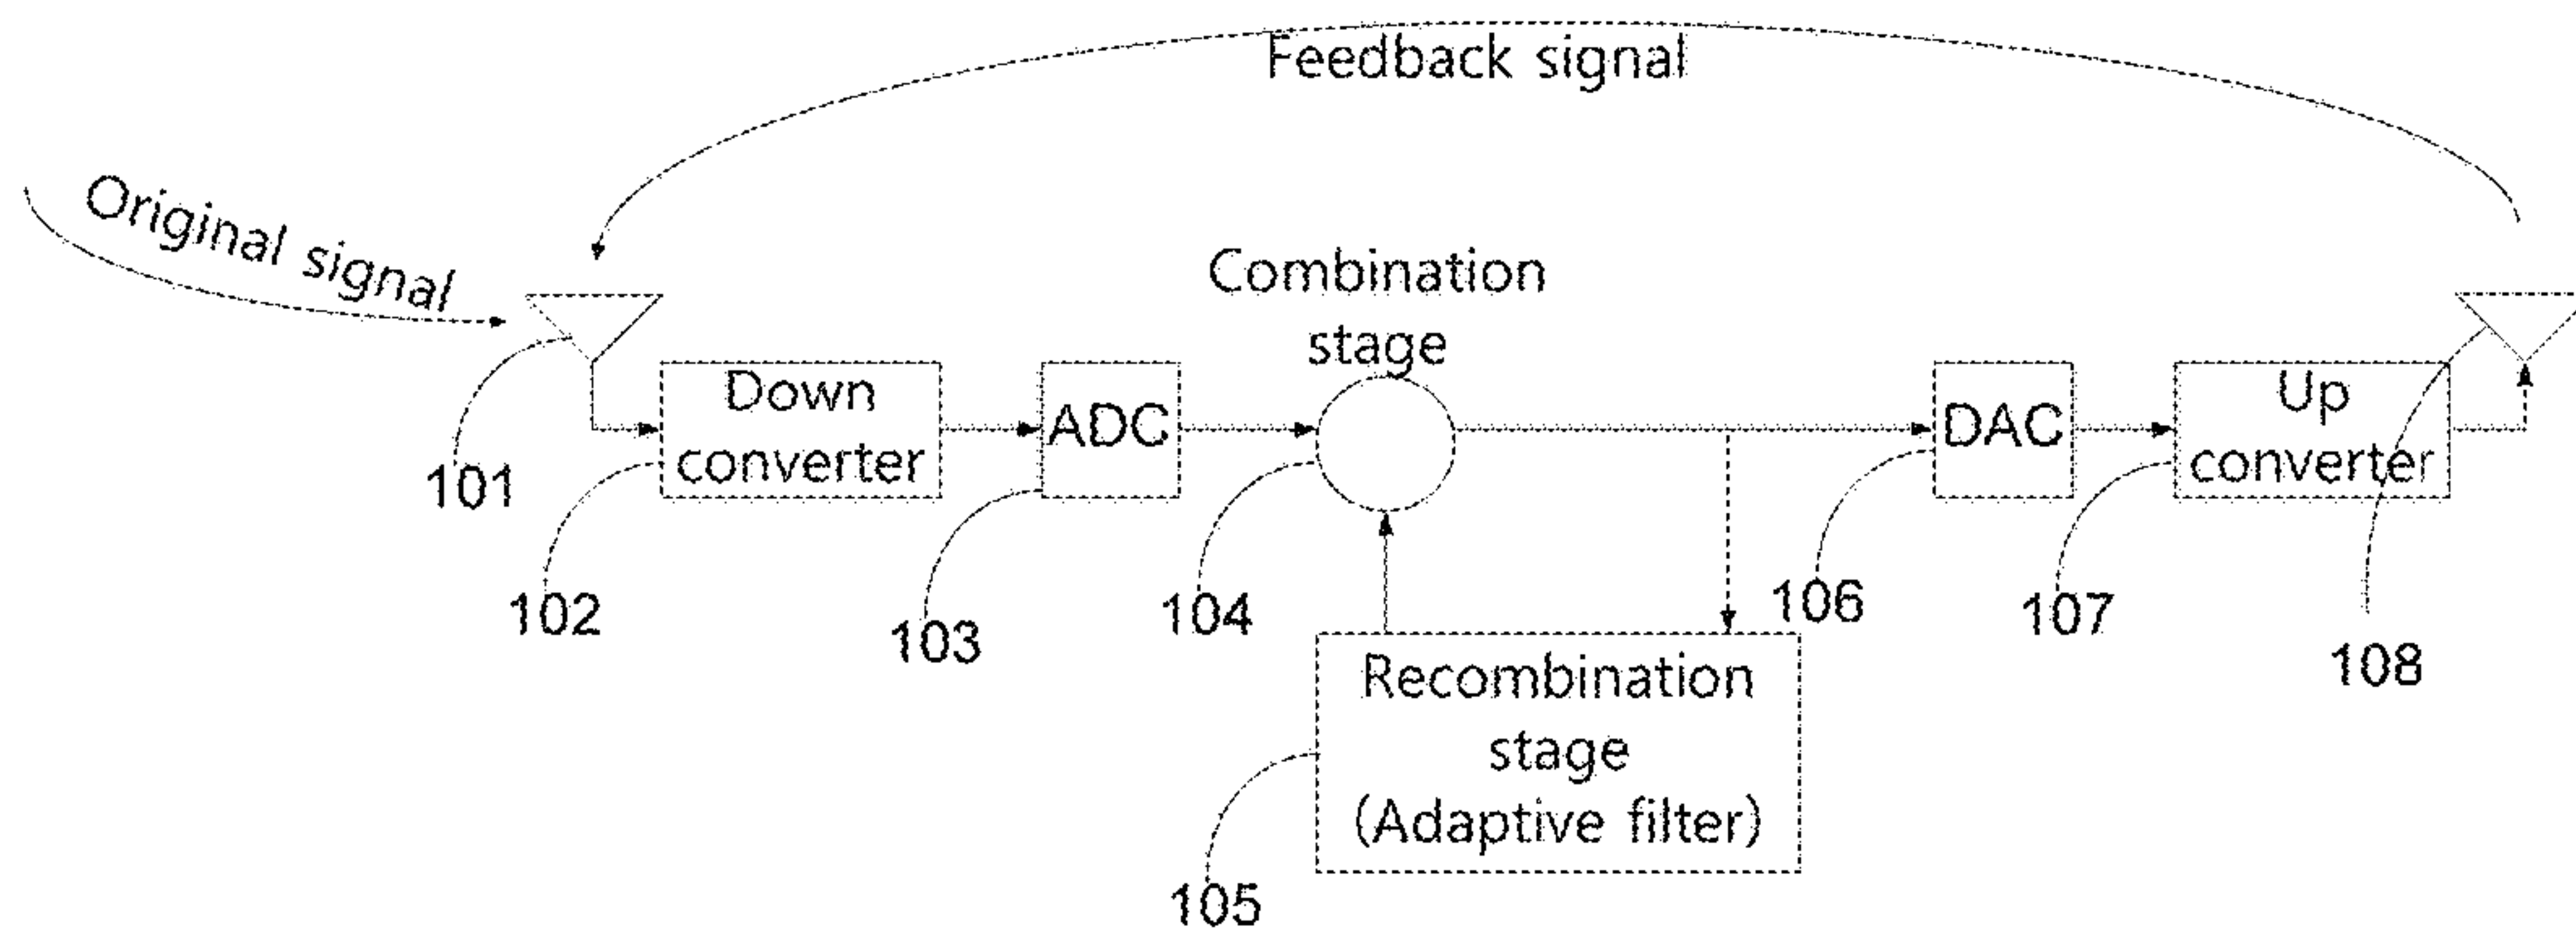 Feedback signal
Original signal
Combination
stage
Down
converter
ADC
DAC
Up
converter
101
102
103
104
106
107
108
Recombination
stage
(Adaptive filter)
105